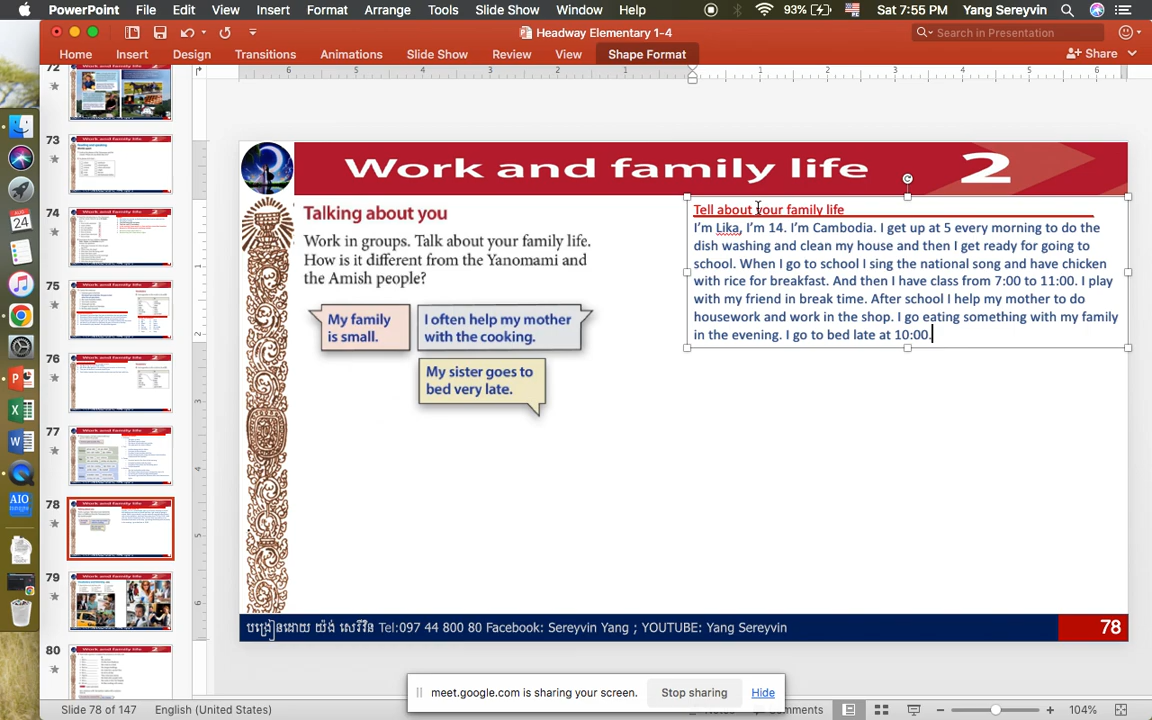 PowerPoint File Edit View Insert Format Arrange Tools Slide Show Window Help 93% Sat 7:55 PM Yang Sereyvin
Headway Elementary 1-4
Search in Presentation
Home Insert Design Transitions Animations Slide Show Review View Shape Format Share
72
73
74
75
76
77
78
79
80
Work and family life 2
Talking about you
Work in groups. Talk about your family life.
How is it different from the Yanonami and
the Amish people?
My family
is small.
I often help my mother
with the cooking.
My sister goes to
bed very late.
Tell about your family life
I'm Lika, I'm 14. I'm Cambodia. I get up at 5 every morning to do the
dish washing and clean my house and then I get ready for going to
school. When I go to school I sing the national song and have chicken
with rice for breakfast. And then I have class from 7:00 to 11:00. I play
with my friend in break time. After school I help my mother to do
housework and work in the shop. I go eating something with my family
in the evening. I go to bed late at 10:00.
បង្រៀនដោយ យ៉ង់ សេរីវីន Tel:097 44 800 80 Facebook: Sereyvin Yang ; YOUTUBE: Yang Sereyvin
78
meet.google.com is sharing your screen. Stop sharing Hide
Slide 78 of 147 English (United States) Notes Comments 104%